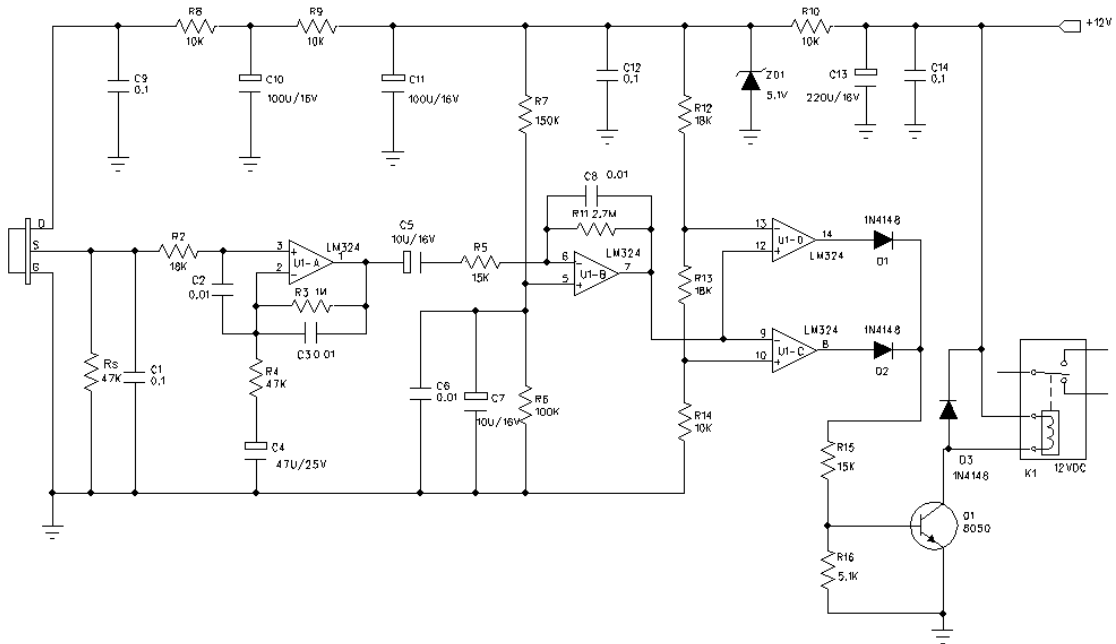 R8
10K
R9
10K
R10
10K
+12V
C9
0.1
C10
100U/16V
C11
100U/16V
C12
0.1
ZD1
5.1V
C13
220U/16V
C14
0.1
R7
150K
R12
18K
C8 0.01
R11 2.7M
LM324
D
S
G
R2
18K
C2
0.01
3
2
1
U1-A
LM324
R3 1M
C3 0.01
C5
10U/16V
R5
15K
6
5
7
U1-B
13
12
14
U1-D
LM324
1N4148
D1
R13
18K
9
10
8
U1-C
LM324
1N4148
D2
Rs
47K
C1
0.1
R4
47K
C4
47U/25V
C6
0.01
C7
10U/16V
R6
100K
R14
10K
R15
15K
R16
5.1K
D3
1N4148
K1
12VDC
Q1
8050